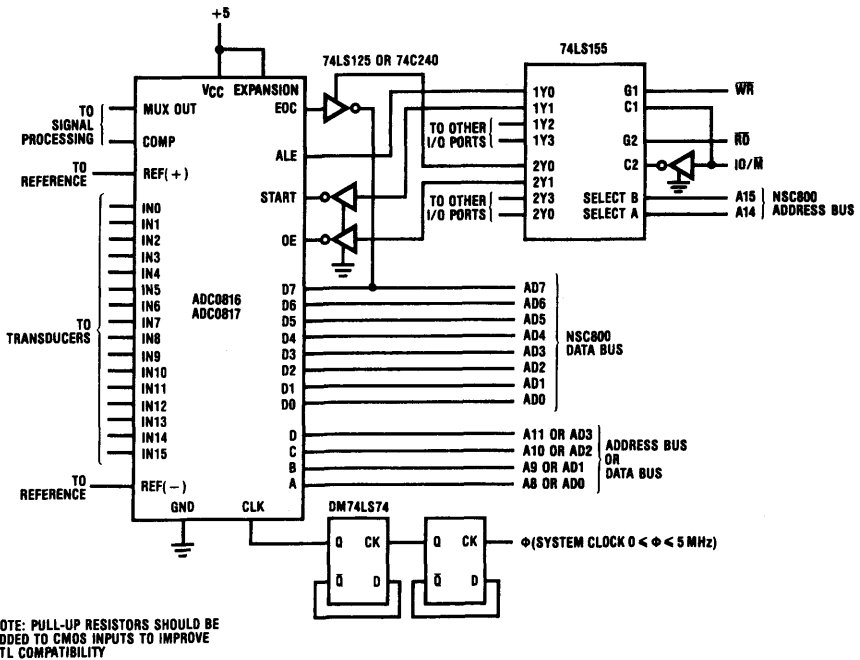 +5
VCC EXPANSION
74LS125 OR 74C240
74LS155
MUX OUT
COMP
TO
SIGNAL
PROCESSING
TO
REFERENCE
REF(+)
EOC
ALE
START
OE
IN0
IN1
IN2
IN3
IN4
IN5
IN6
IN7
IN8
IN9
IN10
IN11
IN12
IN13
IN14
IN15
TO
TRANSDUCERS
ADC0816
ADC0817
D7
D6
D5
D4
D3
D2
D1
D0
D
C
B
A
TO
REFERENCE
REF(−)
GND
CLK
1Y0
1Y1
1Y2
1Y3
TO OTHER
I/O PORTS
2Y0
2Y1
2Y3
2Y0
TO OTHER
I/O PORTS
G1
C1
G2
C2
SELECT B
SELECT A
W̅R̅
R̅D̅
IO/M̅
A15
A14
NSC800
ADDRESS BUS
AD7
AD6
AD5
AD4
AD3
AD2
AD1
AD0
NSC800
DATA BUS
A11 OR AD3
A10 OR AD2
A9 OR AD1
A8 OR AD0
ADDRESS BUS
OR
DATA BUS
DM74LS74
Q CK
Q̅ D
Q CK
Q̅ D
Φ(SYSTEM CLOCK 0 ⩽ Φ ⩽ 5 MHz)
OTE: PULL-UP RESISTORS SHOULD BE
DDED TO CMOS INPUTS TO IMPROVE
TL COMPATIBILITY